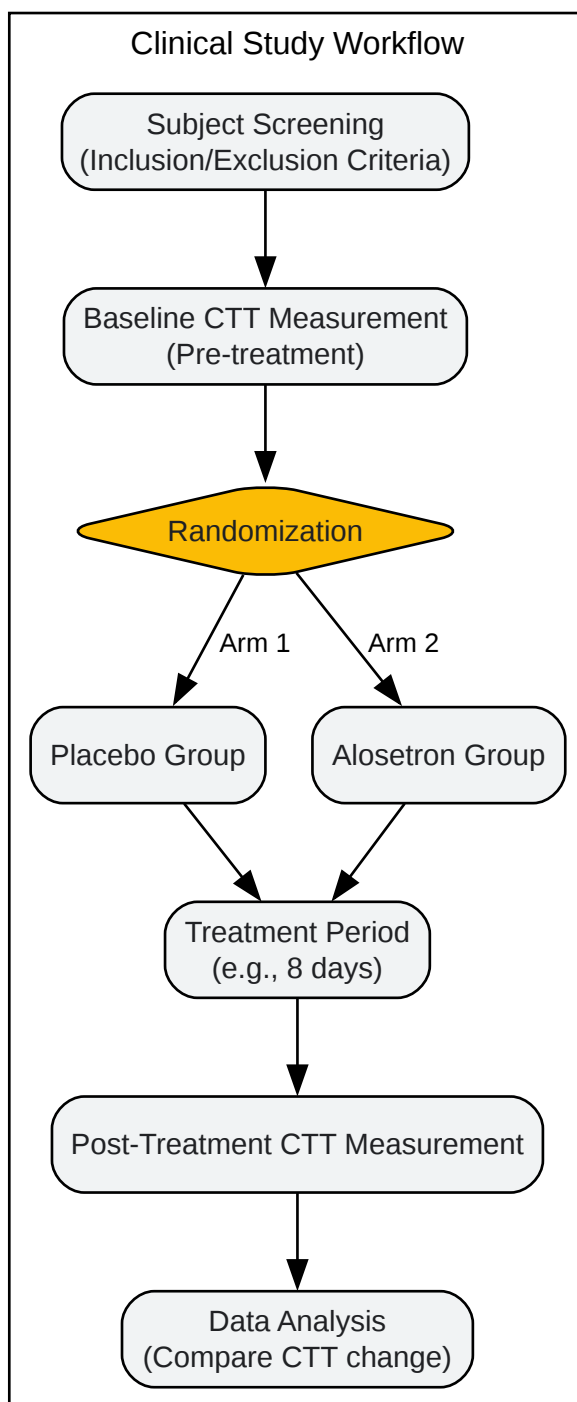 Clinical Study Workflow
Subject Screening
(Inclusion/Exclusion Criteria)
Baseline CTT Measurement
(Pre-treatment)
Randomization
Arm 1
Arm 2
Placebo Group
Alosetron Group
Treatment Period
(e.g., 8 days)
Post-Treatment CTT Measurement
Data Analysis
(Compare CTT change)